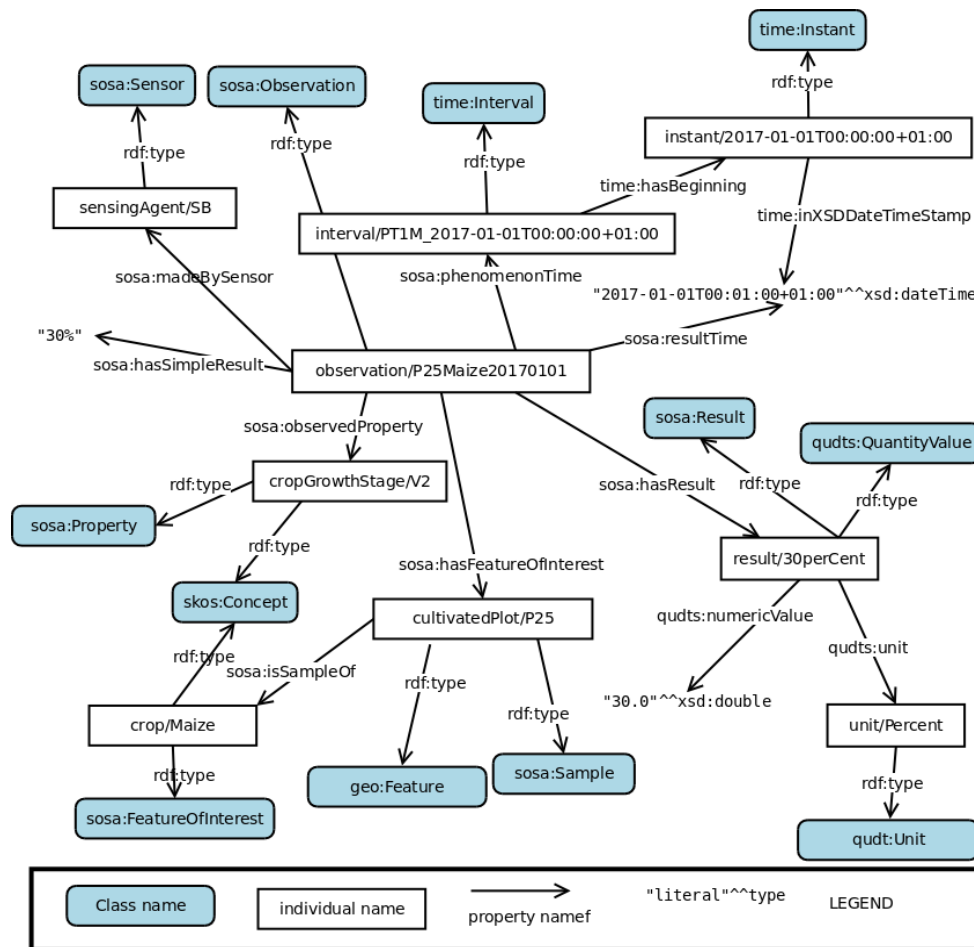 time:Instant
sosa:Sensor
sosa:Observation
time:Interval
rdf:type
rdf:type
rdf:type
rdf:type
instant/2017-01-01T00:00:00+01:00
sensingAgent/SB
time:hasBeginning
time:inXSDDateTimeStamp
interval/PT1M_2017-01-01T00:00:00+01:00
sosa:madeBySensor
sosa:phenomenonTime
"2017-01-01T00:01:00+01:00"^^xsd:dateTime
"30%"
sosa:resultTime
sosa:hasSimpleResult
observation/P25Maize20170101
sosa:Result
sosa:observedProperty
qudts:QuantityValue
rdf:type
cropGrowthStage/V2
sosa:hasResult
rdf:type
rdf:type
sosa:Property
rdf:type
result/30perCent
sosa:hasFeatureOfInterest
skos:Concept
cultivatedPlot/P25
qudts:numericValue
rdf:type
sosa:isSampleOf
qudts:unit
rdf:type
"30.0"^^xsd:double
rdf:type
crop/Maize
unit/Percent
rdf:type
geo:Feature
sosa:Sample
rdf:type
sosa:FeatureOfInterest
qudt:Unit
Class name
individual name
property namef
"literal"^^type
LEGEND